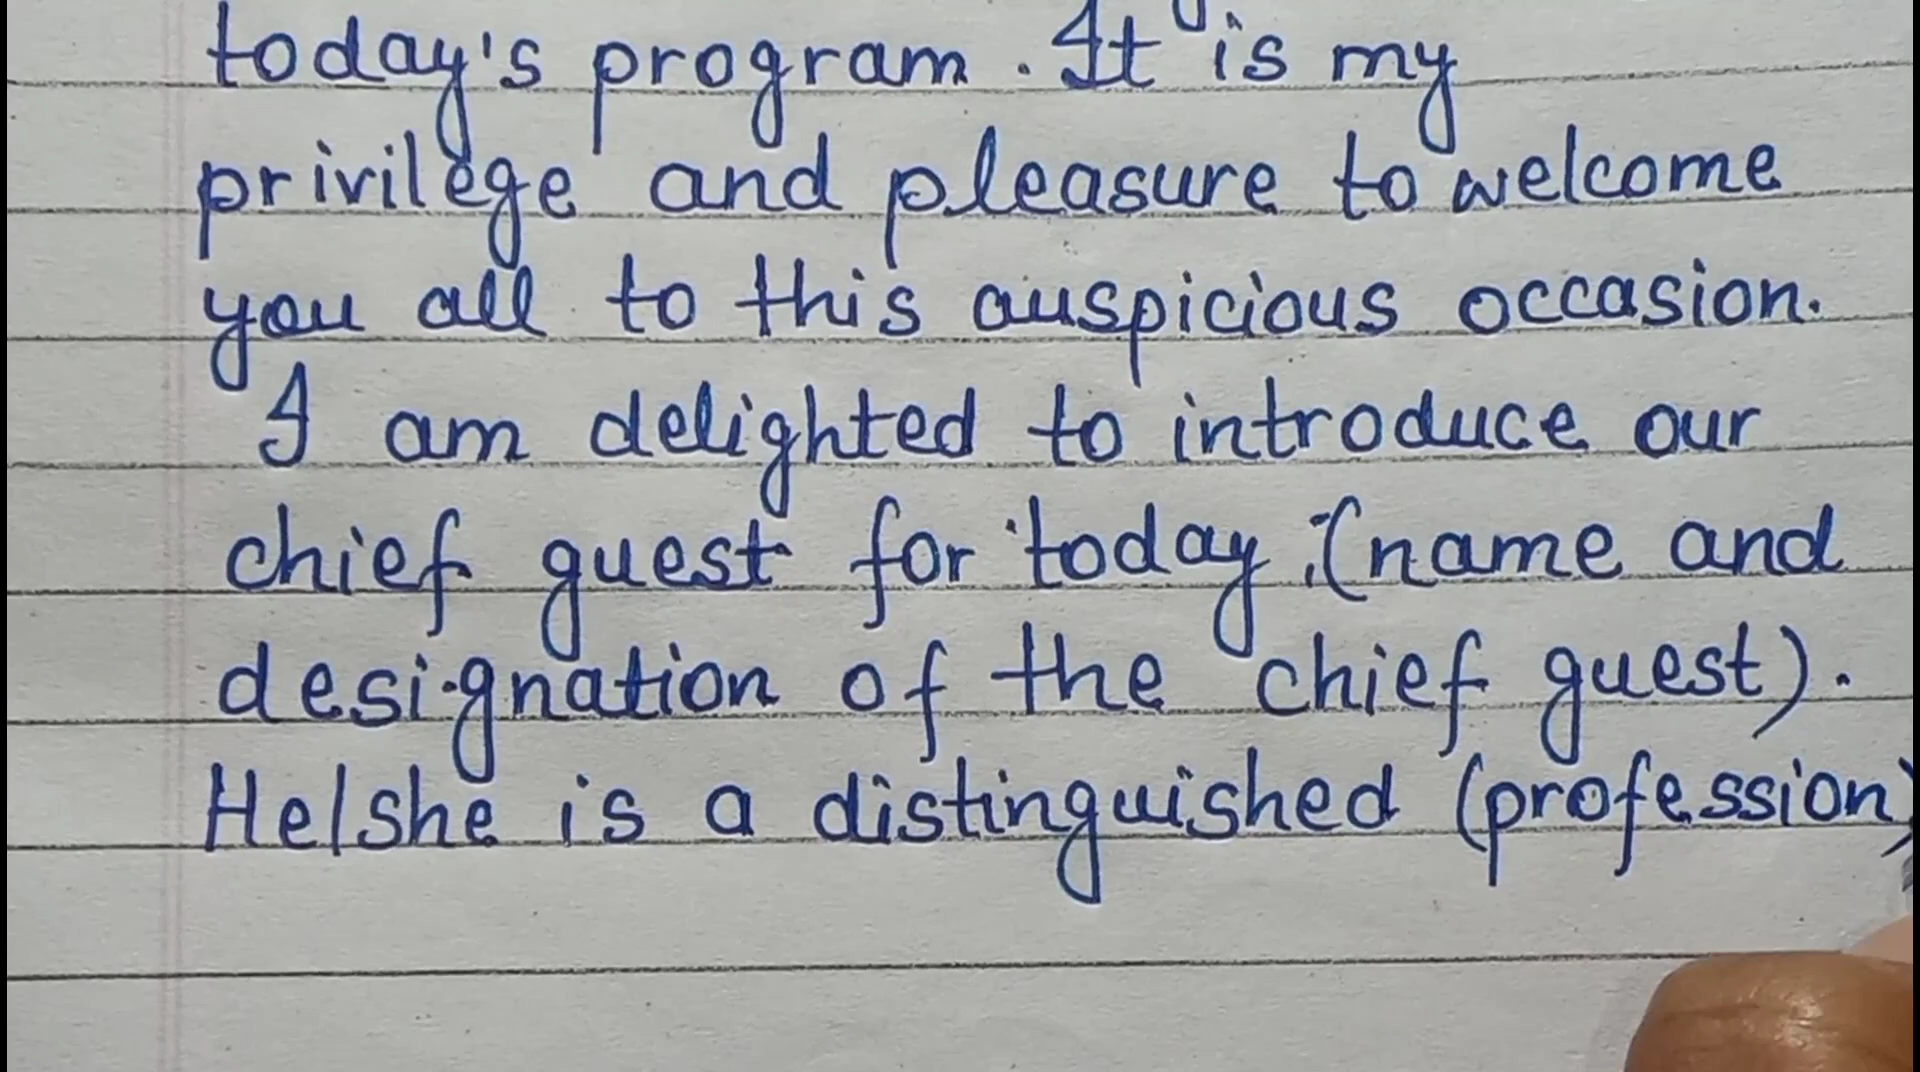 today's program. It is my
privilege and pleasure to welcome
you all to this auspicious occasion.
I am delighted to introduce our
chief guest for today, (name and
designation of the chief guest).
He/she is a distinguished (profession)